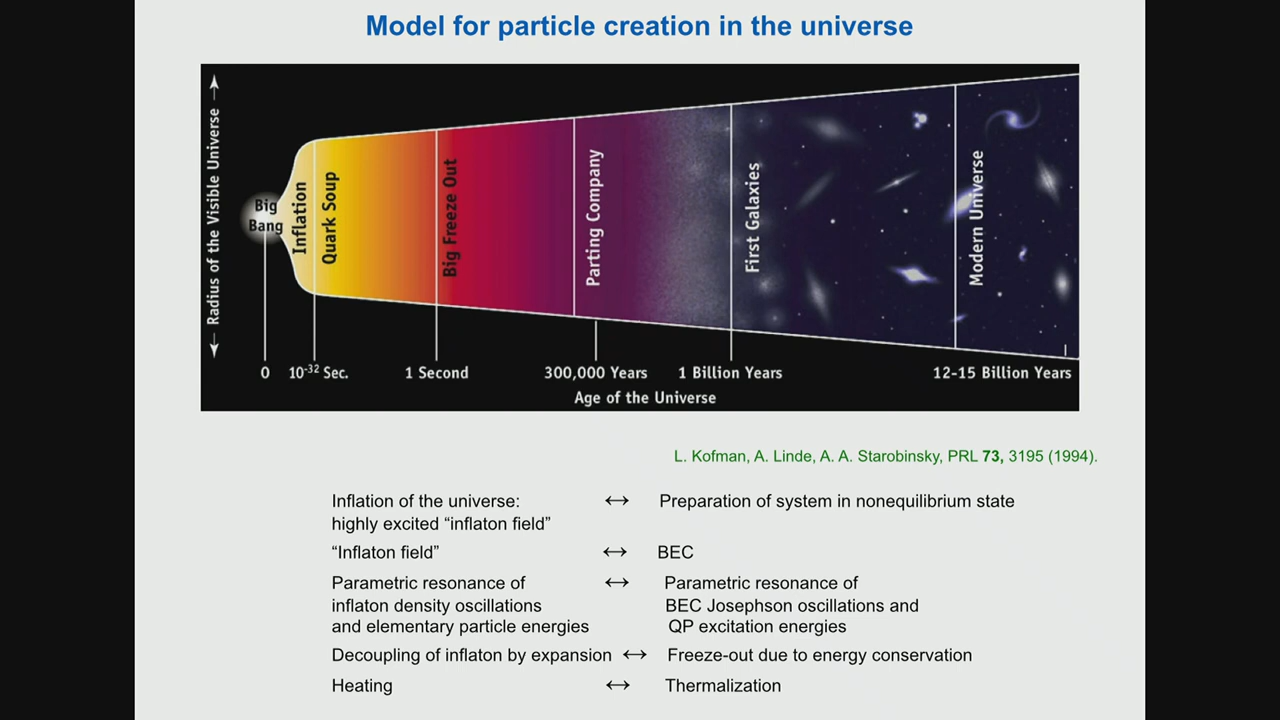 Model for particle creation in the universe
← Radius of the Visible Universe →
Big
Bang
Inflation
Quark Soup
Big Freeze Out
Parting Company
First Galaxies
Modern Universe
0 10⁻³² Sec. 1 Second 300,000 Years 1 Billion Years 12-15 Billion Years
Age of the Universe
L. Kofman, A. Linde, A. A. Starobinsky, PRL 73, 3195 (1994).
Inflation of the universe: ↔ Preparation of system in nonequilibrium state
highly excited “inflaton field”
“Inflaton field” ↔ BEC
Parametric resonance of ↔ Parametric resonance of
inflaton density oscillations BEC Josephson oscillations and
and elementary particle energies QP excitation energies
Decoupling of inflaton by expansion ↔ Freeze-out due to energy conservation
Heating ↔ Thermalization